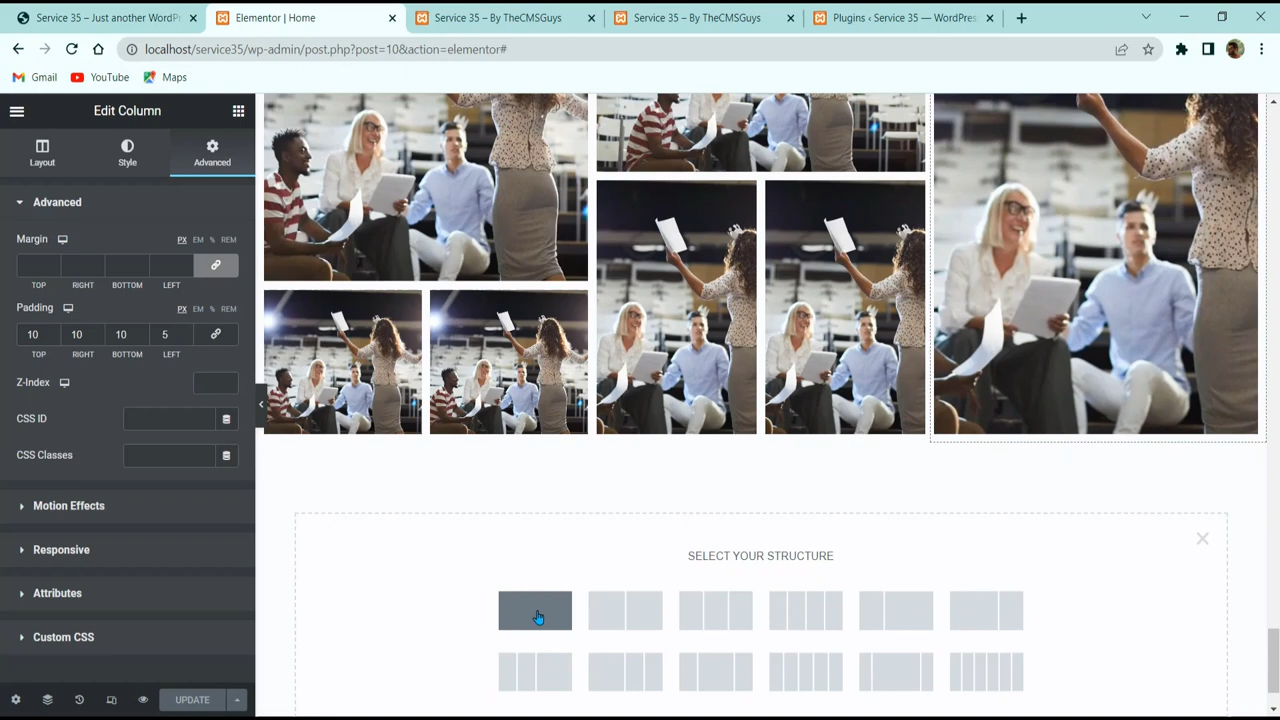 Service 35 – Just another WordPr
Elementor | Home
Service 35 – By TheCMSGuys
Service 35 – By TheCMSGuys
Plugins ‹ Service 35 — WordPres
localhost/service35/wp-admin/post.php?post=10&action=elementor#
Gmail
YouTube
Maps
Edit Column
Layout
Style
Advanced
Advanced
Margin
PX EM % REM
TOP RIGHT BOTTOM LEFT
Padding
PX EM % REM
10 10 10 5
TOP RIGHT BOTTOM LEFT
Z-Index
CSS ID
CSS Classes
Motion Effects
Responsive
Attributes
Custom CSS
UPDATE
SELECT YOUR STRUCTURE